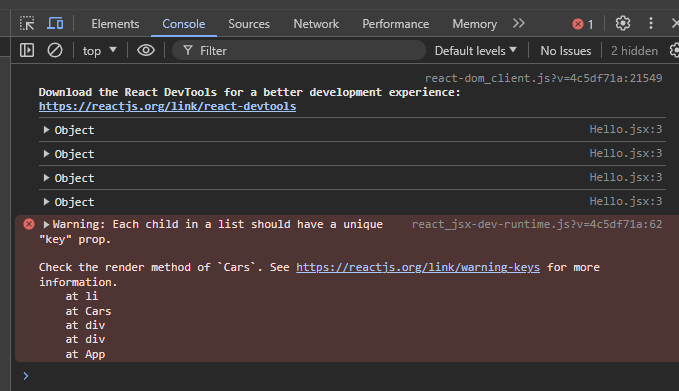 Elements Console Sources Network Performance Memory 1
top Filter Default levels No Issues 2 hidden
react-dom_client.js?v=4c5df71a:21549
Download the React DevTools for a better development experience:
https://reactjs.org/link/react-devtools
Object Hello.jsx:3
Object Hello.jsx:3
Object Hello.jsx:3
Object Hello.jsx:3
Warning: Each child in a list should have a unique react_jsx-dev-runtime.js?v=4c5df71a:62
"key" prop.
Check the render method of `Cars`. See https://reactjs.org/link/warning-keys for more
information.
at li
at Cars
at div
at div
at App